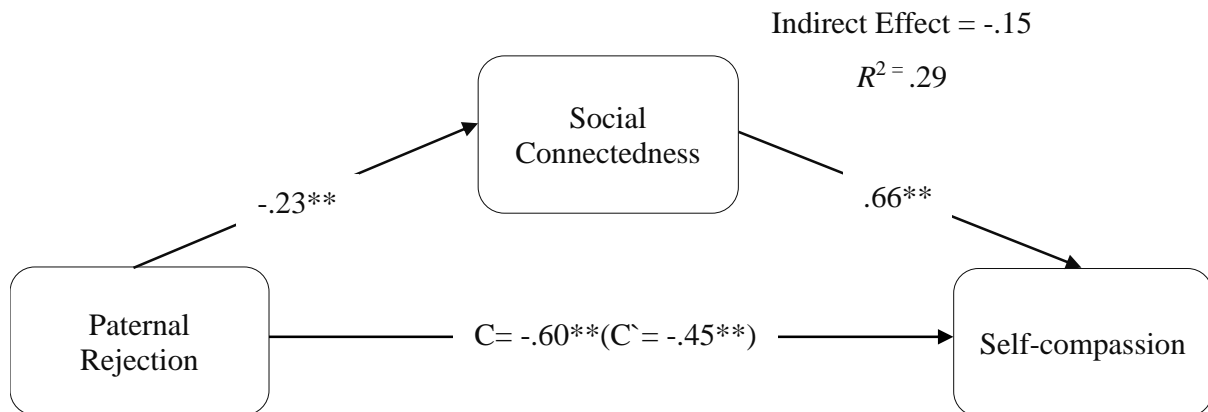 Indirect Effect = -.15
R² = .29
Social
Connectedness
-.23**
.66**
Paternal
Rejection
C= -.60**(C`= -.45**)
Self-compassion